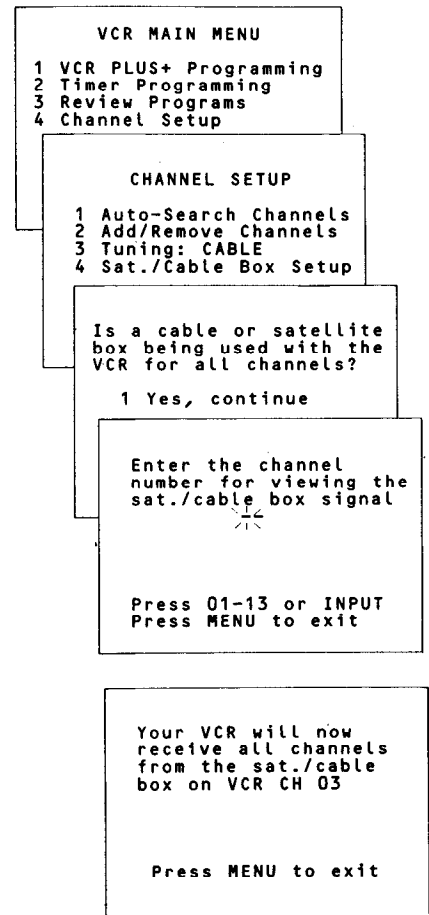 VCR MAIN MENU
1 VCR PLUS+ Programming
2 Timer Programming
3 Review Programs
4 Channel Setup
CHANNEL SETUP
1 Auto-Search Channels
2 Add/Remove Channels
3 Tuning: CABLE
4 Sat./Cable Box Setup
Is a cable or satellite
box being used with the
VCR for all channels?
1 Yes, continue
Enter the channel
number for viewing the
sat./cable box signal
--
Press 01-13 or INPUT
Press MENU to exit
Your VCR will now
receive all channels
from the sat./cable
box on VCR CH 03
Press MENU to exit